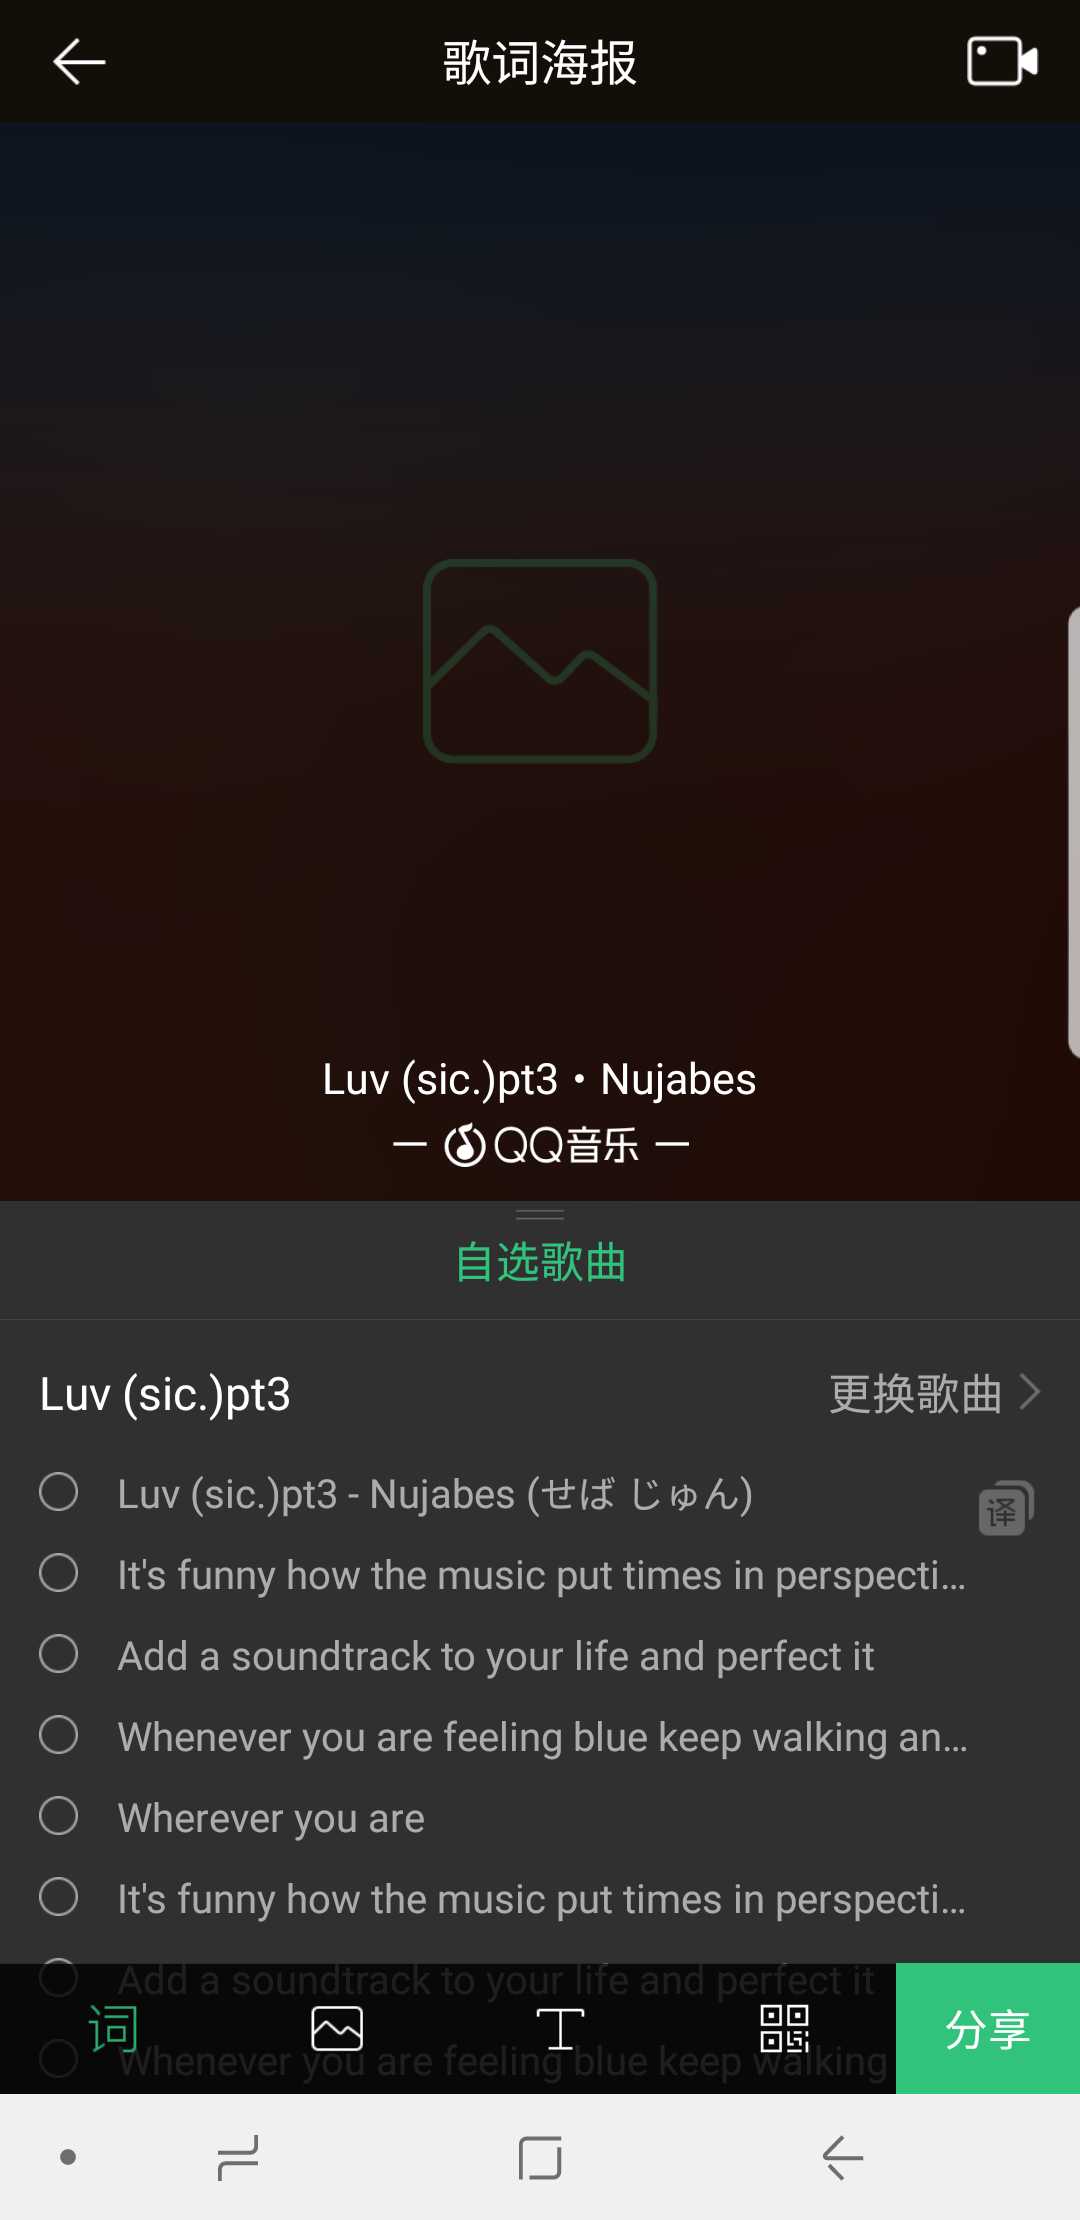 歌词海报
Luv (sic.)pt3 • Nujabes
QQ音乐
自选歌曲
Luv (sic.)pt3
更换歌曲
Luv (sic.)pt3 - Nujabes (せば じゅん)
译
It's funny how the music put times in perspecti...
Add a soundtrack to your life and perfect it
Whenever you are feeling blue keep walking an...
Wherever you are
It's funny how the music put times in perspecti...
Add a soundtrack to your life and perfect it
Whenever you are feeling blue keep walking
词
分享